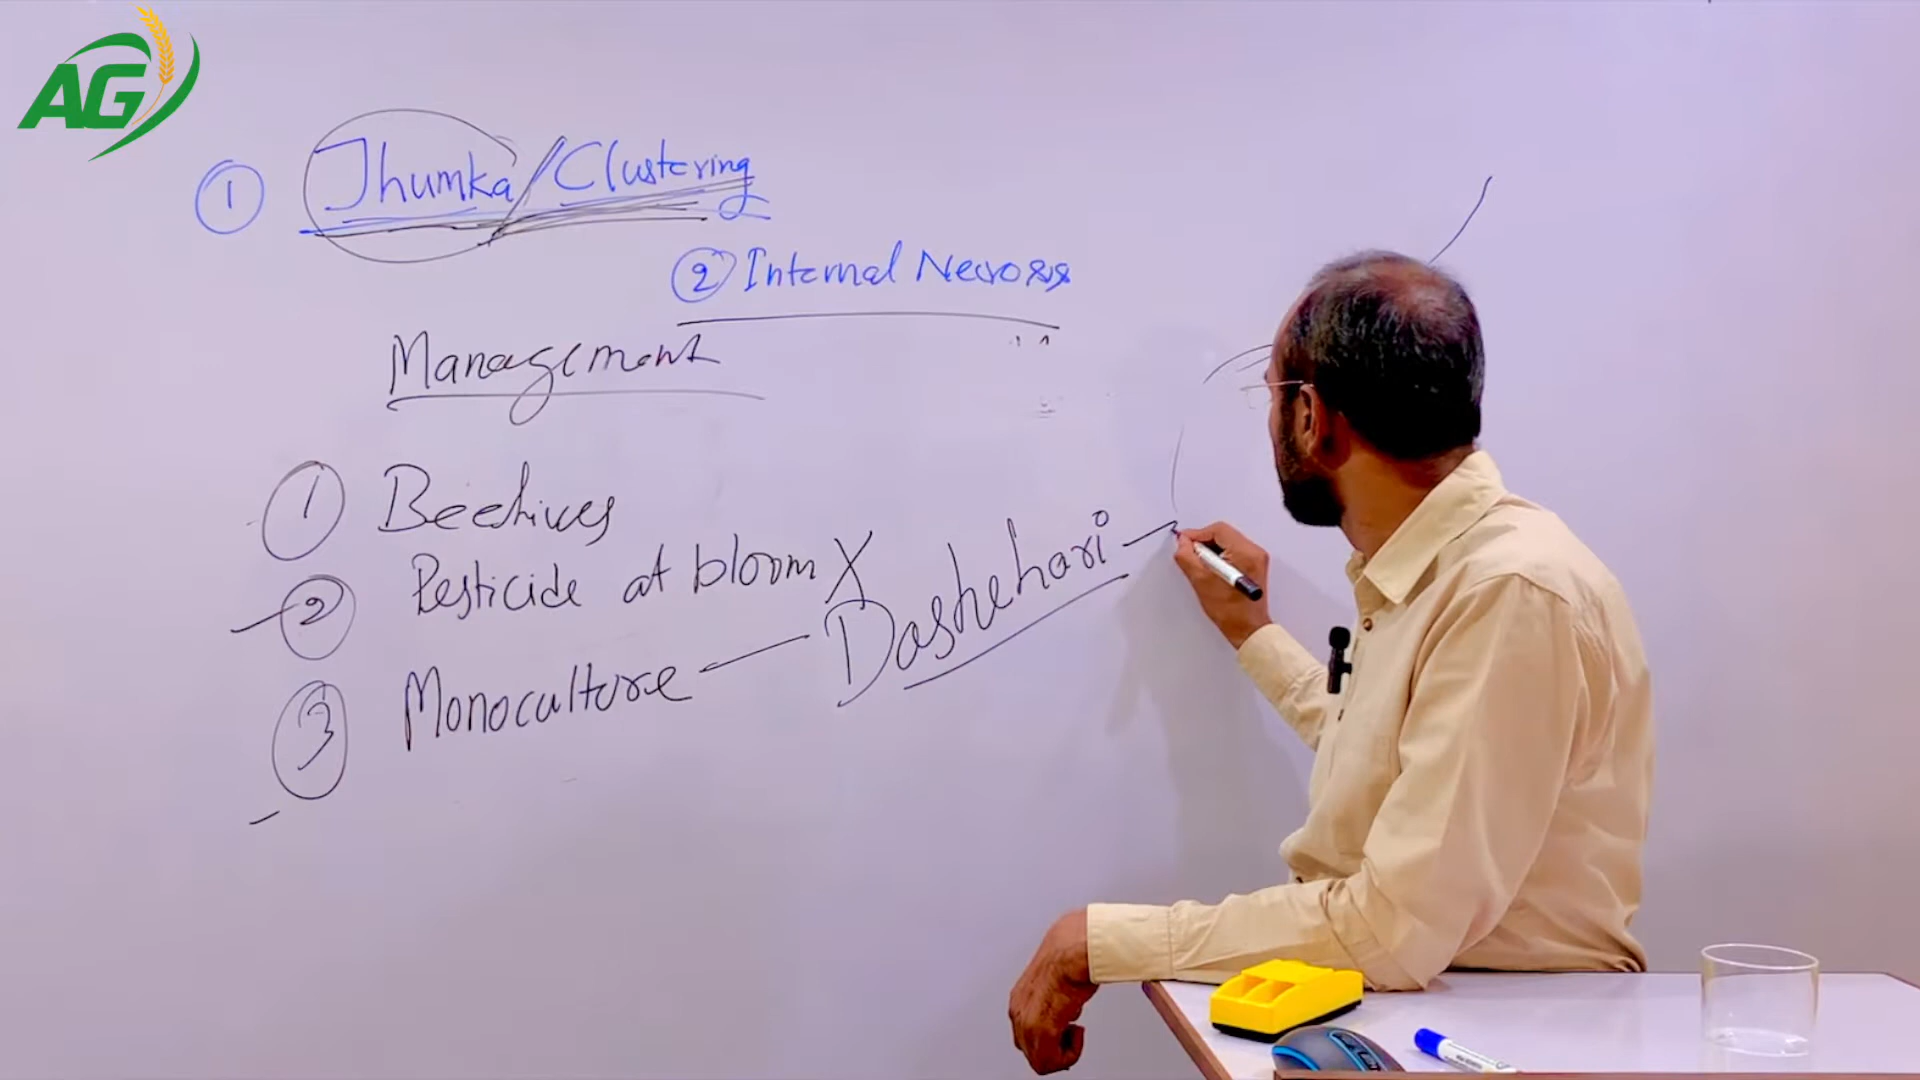 AG
① Jhumka/Clustering
② Internal Necrosis
Management
① Beehives
② Pesticide at bloom X
③ Monoculture — Dashehari —